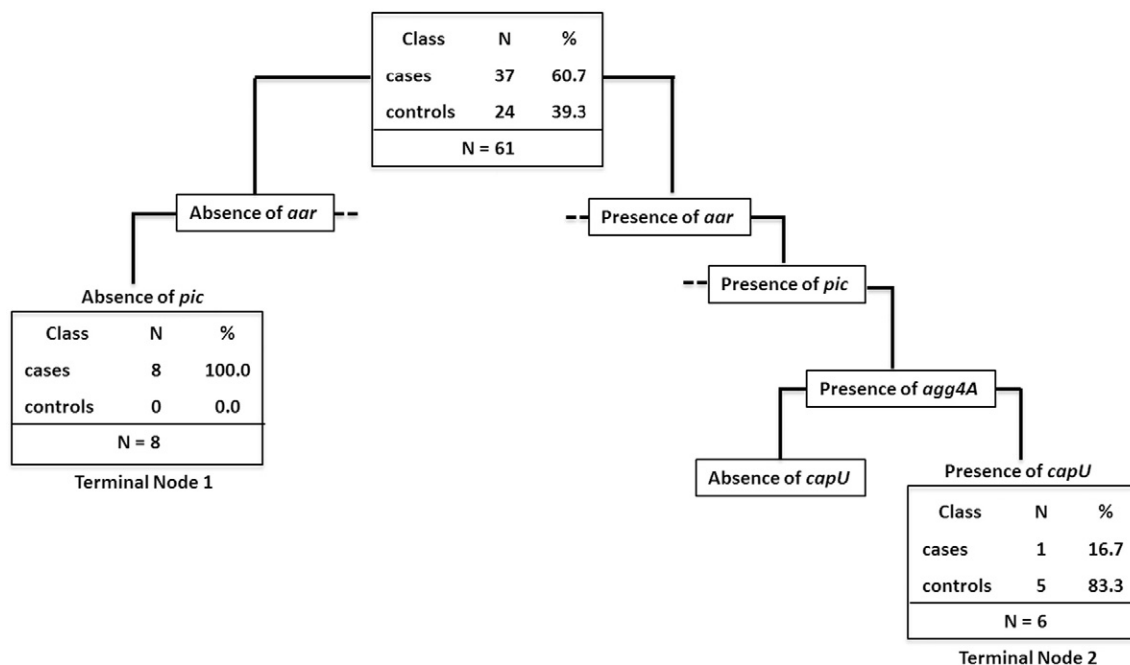 Class N %
cases 37 60.7
controls 24 39.3
N = 61
Absence of aar
Presence of aar
Presence of pic
Absence of pic
Class N %
cases 8 100.0
controls 0 0.0
N = 8
Terminal Node 1
Presence of agg4A
Absence of capU
Presence of capU
Class N %
cases 1 16.7
controls 5 83.3
N = 6
Terminal Node 2